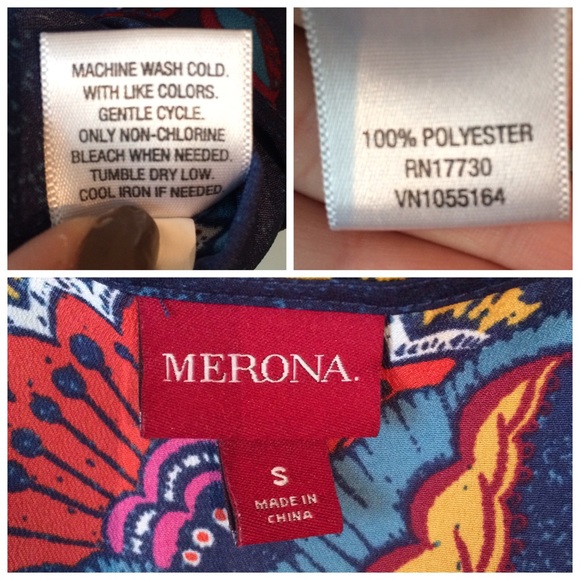 MACHINE WASH COLD.
WITH LIKE COLORS.
GENTLE CYCLE.
ONLY NON-CHLORINE
BLEACH WHEN NEEDED.
TUMBLE DRY LOW.
COOL IRON IF NEEDED.
100% POLYESTER
RN17730
VN1055164
MERONA.
S
MADE IN
CHINA